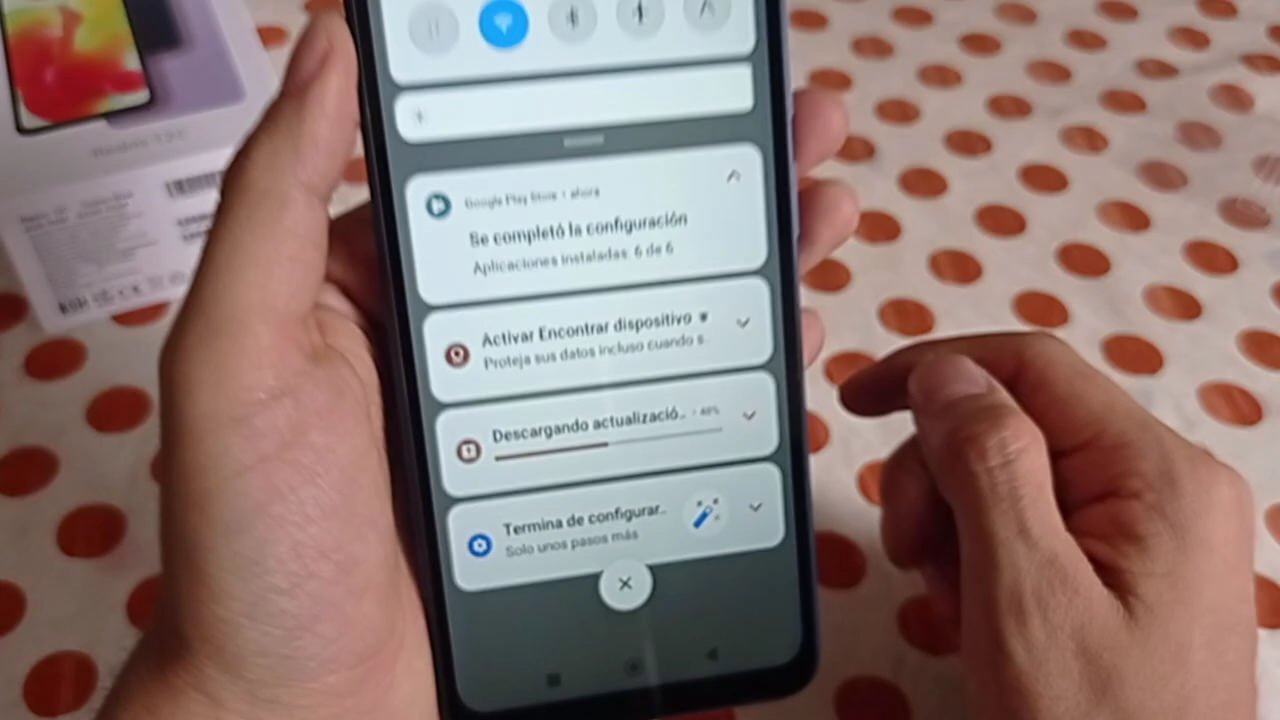 Google Play Store • ahora
Se completó la configuración
Aplicaciones instaladas: 6 de 6
Activar Encontrar dispositivo
Proteja sus datos incluso cuando s..
Descargando actualizació.. • 48%
Termina de configurar..
Solo unos pasos más